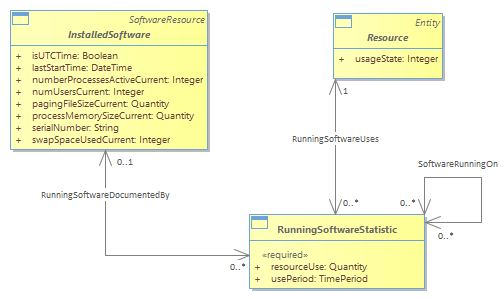 SoftwareResource
InstalledSoftware
+ isUTCTime: Boolean
+ lastStartTime: DateTime
+ numberProcessesActiveCurrent: Integer
+ numUsersCurrent: Integer
+ pagingFileSizeCurrent: Quantity
+ processMemorySizeCurrent: Quantity
+ serialNumber: String
+ swapSpaceUsedCurrent: Integer
Entity
Resource
+ usageState: Integer
1
RunningSoftwareUses
0..*
SoftwareRunningOn
0..*
0..*
0..1
RunningSoftwareDocumentedBy
0..*
RunningSoftwareStatistic
«required»
+ resourceUse: Quantity
+ usePeriod: TimePeriod